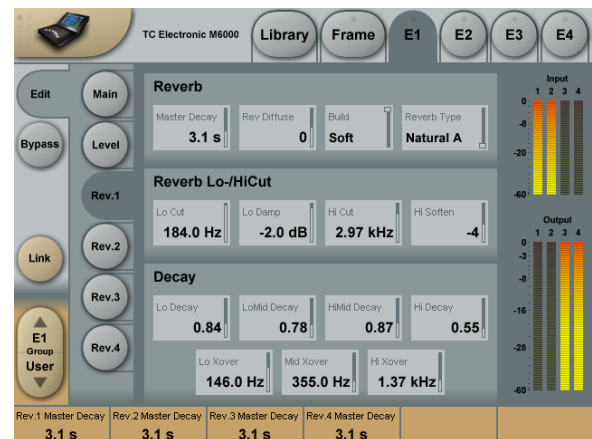 TC Electronic M6000
Library
Frame
E1
E2
E3
E4
Edit
Bypass
Link
E1
Group
User
Main
Level
Rev.1
Rev.2
Rev.3
Rev.4
Reverb
Master Decay
3.1 s
Rev Diffuse
0
Build
Soft
Reverb Type
Natural A
Reverb Lo-/HiCut
Lo Cut
184.0 Hz
Lo Damp
-2.0 dB
Hi Cut
2.97 kHz
Hi Soften
-4
Decay
Lo Decay
0.84
LoMid Decay
0.78
HiMid Decay
0.87
Hi Decay
0.55
Lo Xover
146.0 Hz
Mid Xover
355.0 Hz
Hi Xover
1.37 kHz
Input
1 2 3 4
0
-8
-20
-60
Output
1 2 3 4
0
-3
-8
-16
-28
-60
Rev.1 Master Decay
3.1 s
Rev.2 Master Decay
3.1 s
Rev.3 Master Decay
3.1 s
Rev.4 Master Decay
3.1 s